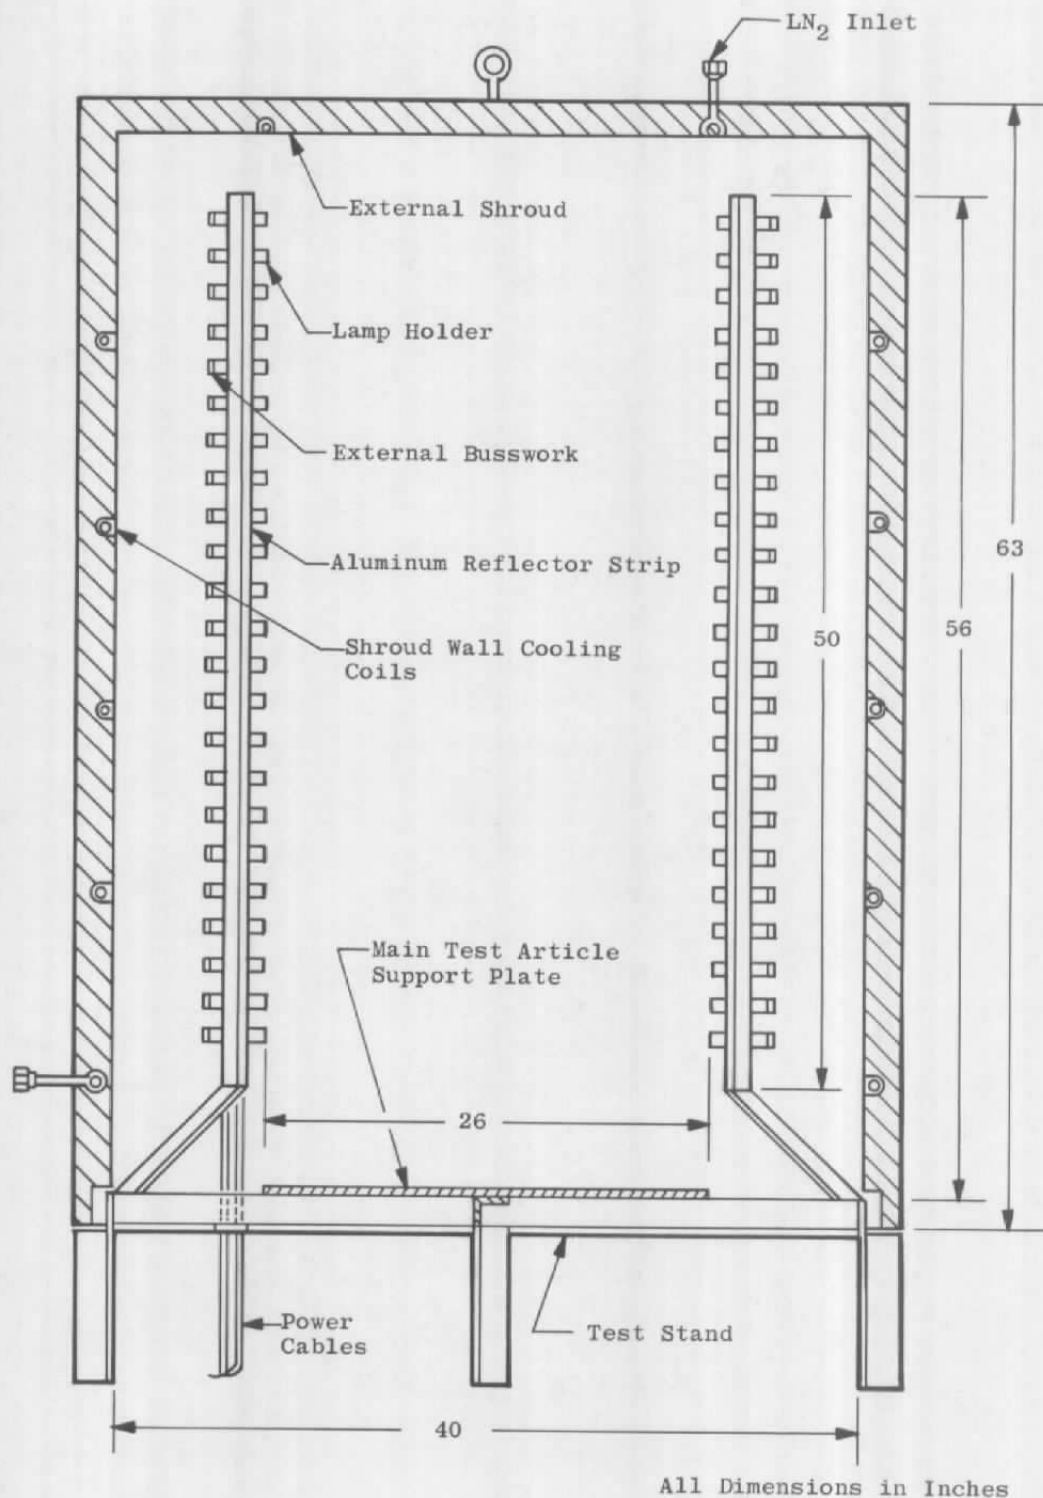 LN2 Inlet
External Shroud
Lamp Holder
External Busswork
Aluminum Reflector Strip
Shroud Wall Cooling
Coils
63
56
50
Main Test Article
Support Plate
26
Power
Cables
Test Stand
40
All Dimensions in Inches